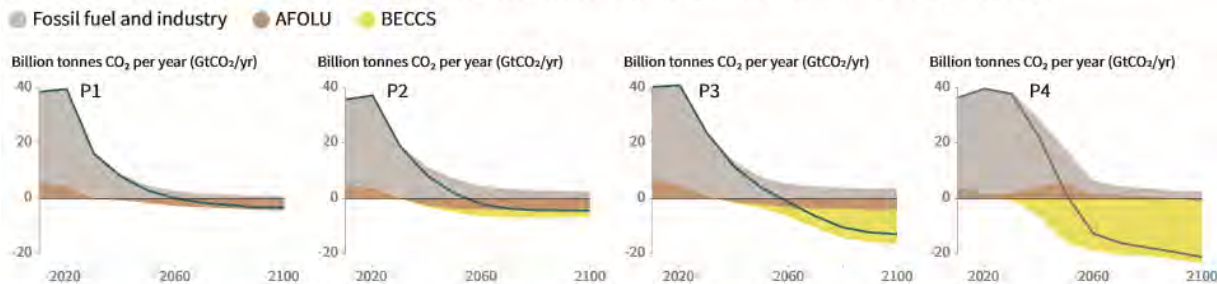 Fossil fuel and industry AFOLU BECCS
Billion tonnes CO₂ per year (GtCO₂/yr) Billion tonnes CO₂ per year (GtCO₂/yr) Billion tonnes CO₂ per year (GtCO₂/yr) Billion tonnes CO₂ per year (GtCO₂/yr)
40 P1 40 P2 40 P3 40 P4
20 20 20 20
0 0 0 0
-20 -20 -20 -20
2020 2060 2100 2020 2060 2100 2020 2060 2100 2020 2060 2100